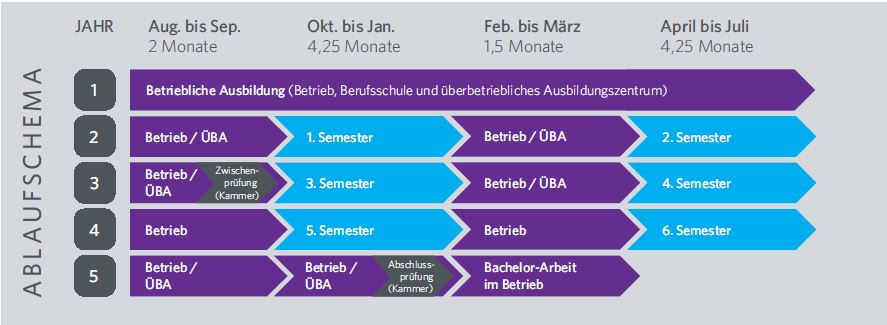 ABLAUFSCHEMA
JAHR
Aug. bis Sep.
2 Monate
Okt. bis Jan.
4,25 Monate
Feb. bis März
1,5 Monate
April bis Juli
4,25 Monate
1
Betriebliche Ausbildung (Betrieb, Berufsschule und überbetriebliches Ausbildungszentrum)
2
Betrieb / ÜBA
1. Semester
Betrieb / ÜBA
2. Semester
3
Betrieb /
ÜBA
Zwischen-
prüfung
(Kammer)
3. Semester
Betrieb / ÜBA
4. Semester
4
Betrieb
5. Semester
Betrieb
6. Semester
5
Betrieb /
ÜBA
Betrieb /
ÜBA
Abschluss-
prüfung
(Kammer)
Bachelor-Arbeit
im Betrieb